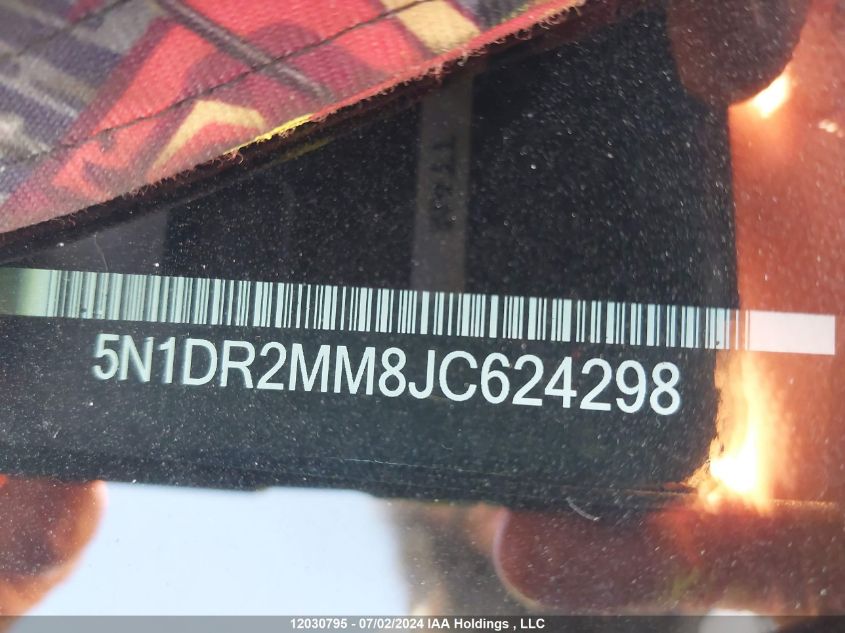 5N1DR2MM8JC624298
12030795 - 07/02/2024 IAA Holdings , LLC